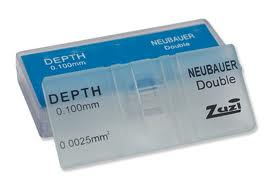 DEPTH
0.100mm
NEUBAUER
Double
DEPTH
0.100mm
0.0025mm²
NEUBAUER
Double
Zuzi